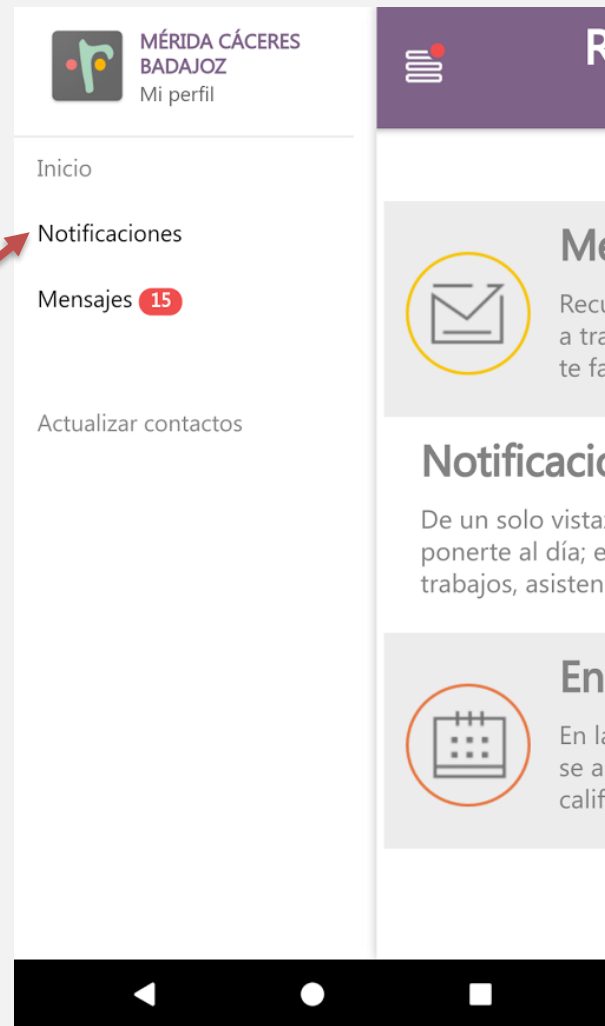 MÉRIDA CÁCERES
BADAJOZ
Mi perfil
Inicio
Notificaciones
Mensajes 15
Actualizar contactos
R
Me
Recu
a tra
te fa
Notificacio
De un solo vista
ponerte al día; e
trabajos, asisten
En
En la
se a
calif